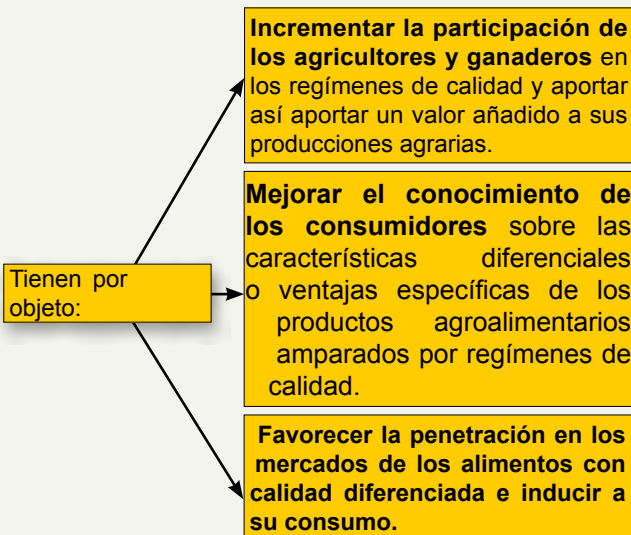 Incrementar la participación de
los agricultores y ganaderos en
los regímenes de calidad y aportar
así aportar un valor añadido a sus
producciones agrarias.
Mejorar el conocimiento de
los consumidores sobre las
características diferenciales
o ventajas específicas de los
productos agroalimentarios
amparados por regímenes de
calidad.
Tienen por
objeto:
Favorecer la penetración en los
mercados de los alimentos con
calidad diferenciada e inducir a
su consumo.